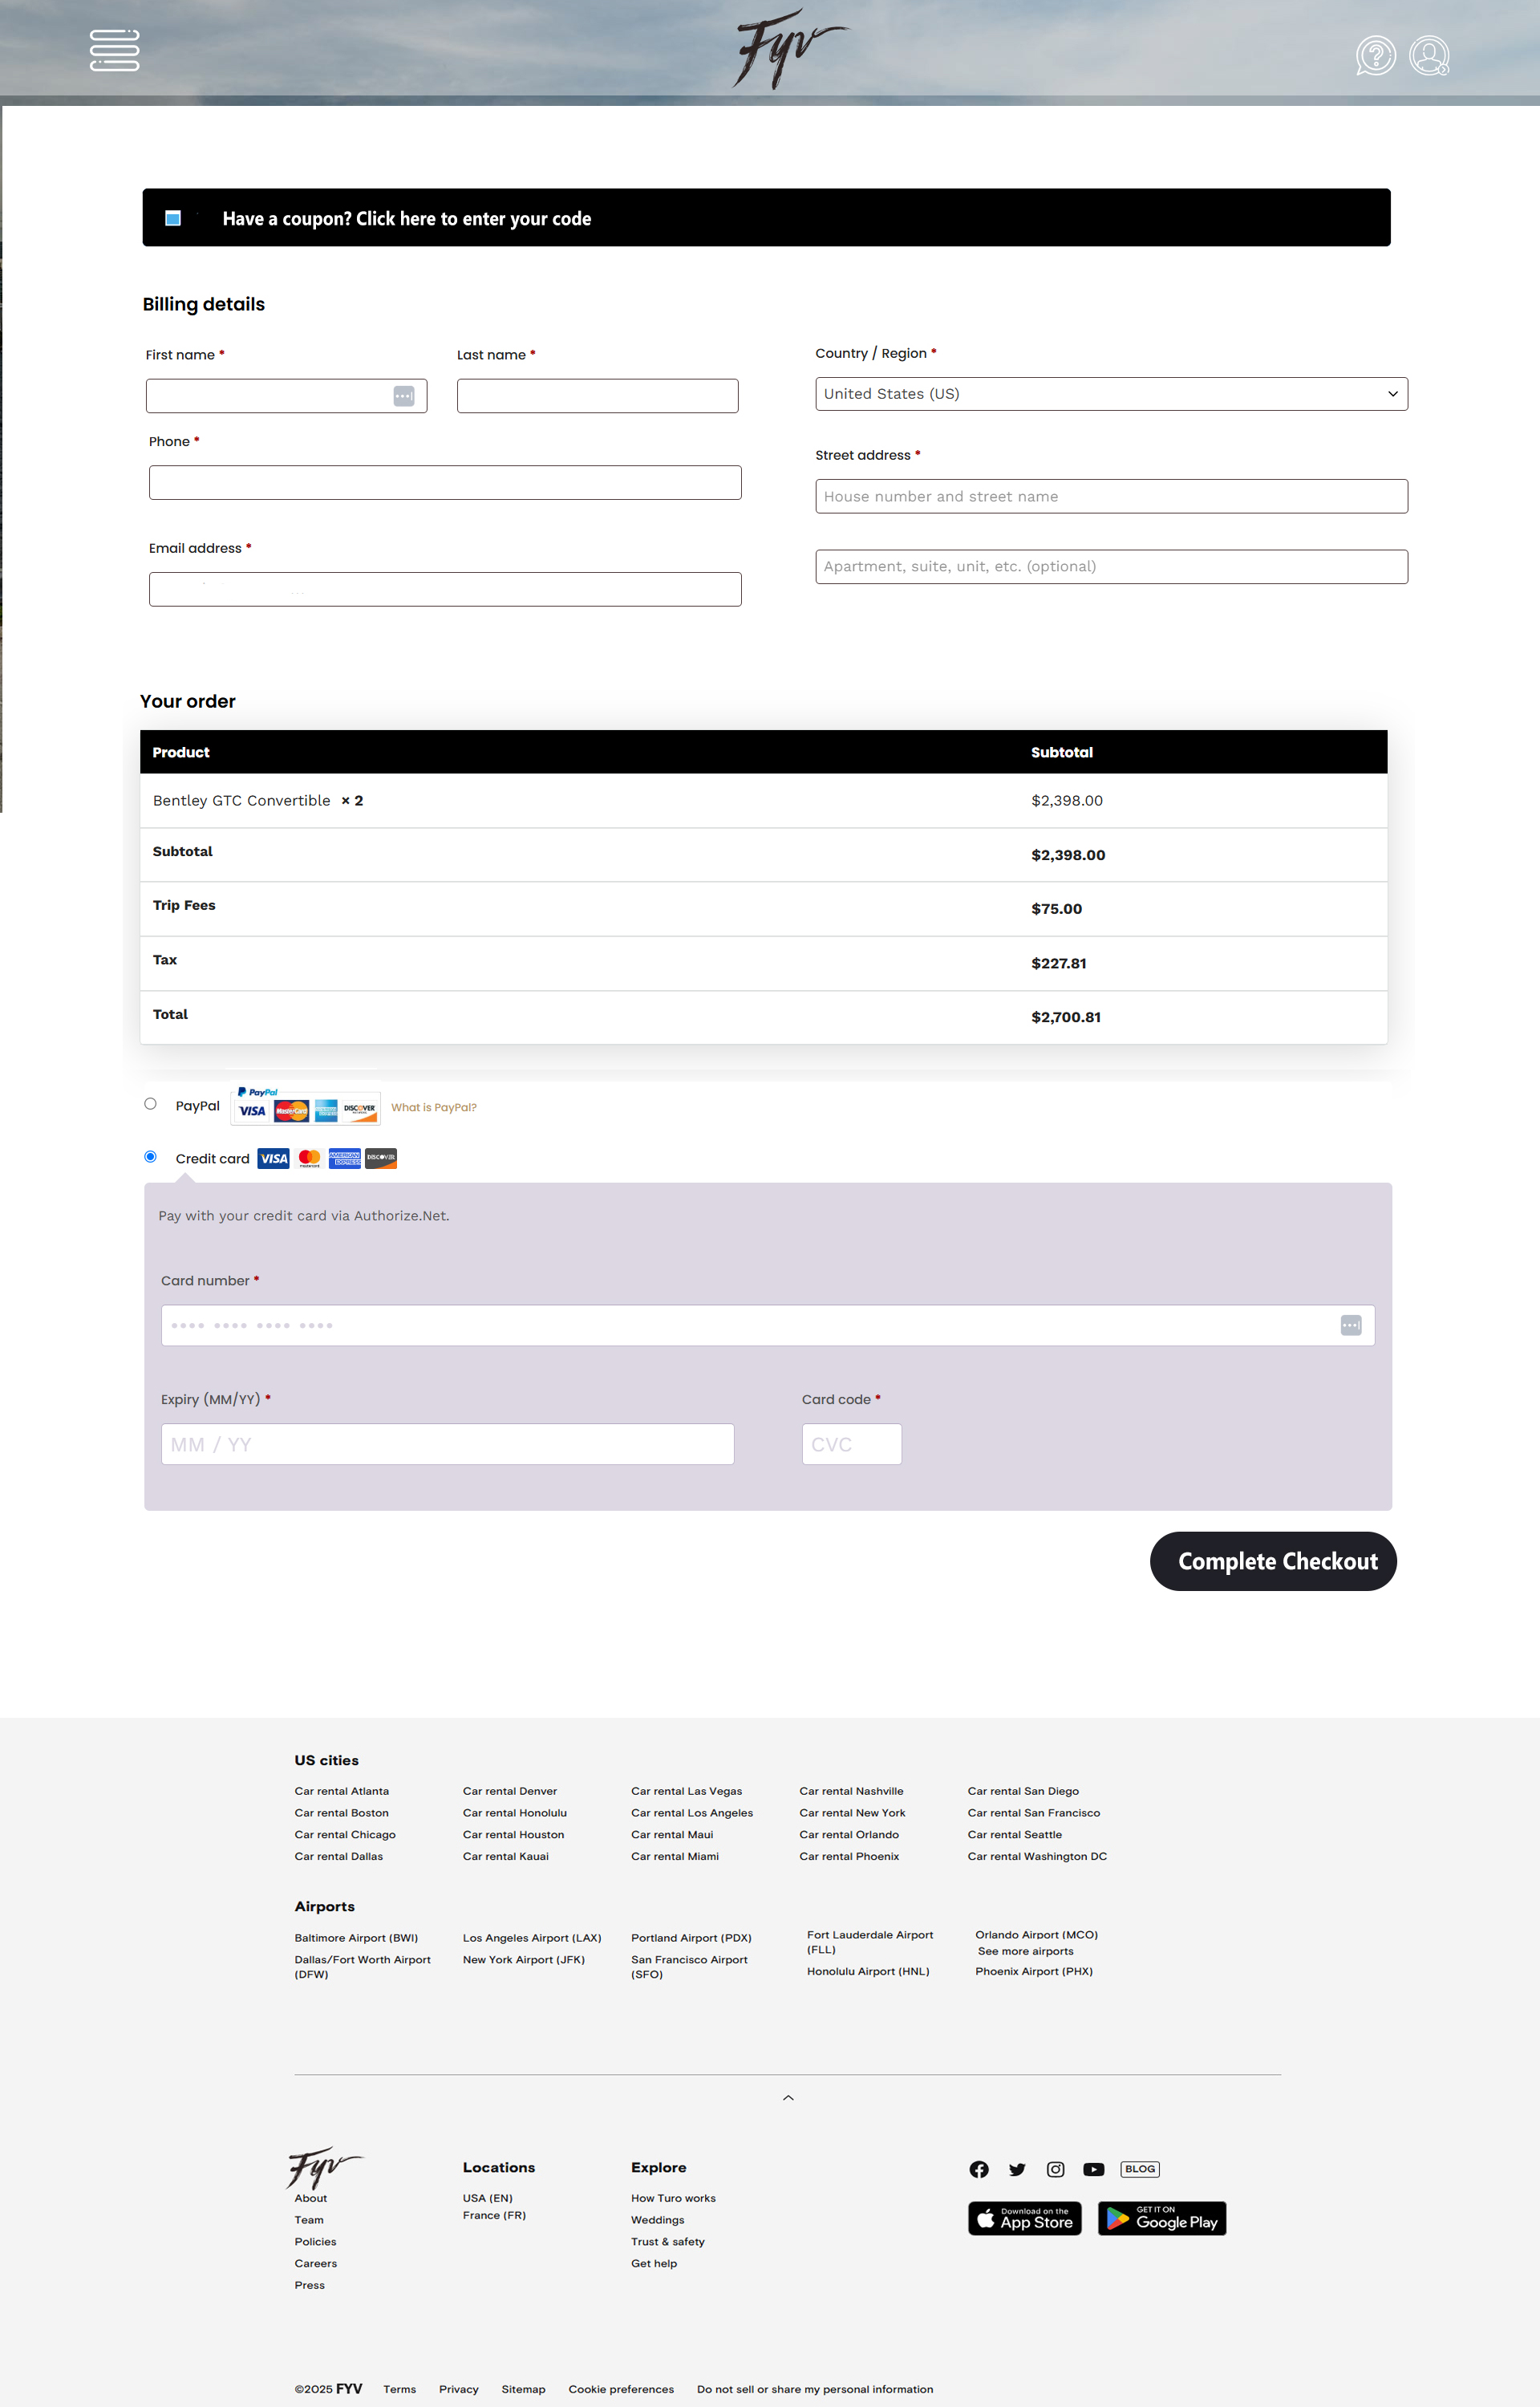 Fyv
Have a coupon? Click here to enter your code
Billing details
First name *
Last name *
Country / Region *
United States (US)
Phone *
Street address *
House number and street name
Email address *
Apartment, suite, unit, etc. (optional)
Your order
Product Subtotal
Bentley GTC Convertible × 2 $2,398.00
Subtotal $2,398.00
Trip Fees $75.00
Tax $227.81
Total $2,700.81
PayPal
PayPal VISA MasterCard AMERICAN EXPRESS DISCOVER What is PayPal?
Credit card VISA mastercard AMERICAN EXPRESS DISCOVER
Pay with your credit card via Authorize.Net.
Card number *
•••• •••• •••• ••••
Expiry (MM/YY) * Card code *
MM / YY CVC
Complete Checkout
US cities
Car rental Atlanta Car rental Denver Car rental Las Vegas Car rental Nashville Car rental San Diego
Car rental Boston Car rental Honolulu Car rental Los Angeles Car rental New York Car rental San Francisco
Car rental Chicago Car rental Houston Car rental Maui Car rental Orlando Car rental Seattle
Car rental Dallas Car rental Kauai Car rental Miami Car rental Phoenix Car rental Washington DC
Airports
Baltimore Airport (BWI)
Dallas/Fort Worth Airport
(DFW)
Los Angeles Airport (LAX)
New York Airport (JFK)
Portland Airport (PDX)
San Francisco Airport
(SFO)
Fort Lauderdale Airport
(FLL)
Honolulu Airport (HNL)
Orlando Airport (MCO)
See more airports
Phoenix Airport (PHX)
Fyv
About
Team
Policies
Careers
Press
Locations
USA (EN)
France (FR)
Explore
How Turo works
Weddings
Trust & safety
Get help
BLOG
Download on the
App Store
GET IT ON
Google Play
©2025 FYV Terms Privacy Sitemap Cookie preferences Do not sell or share my personal information